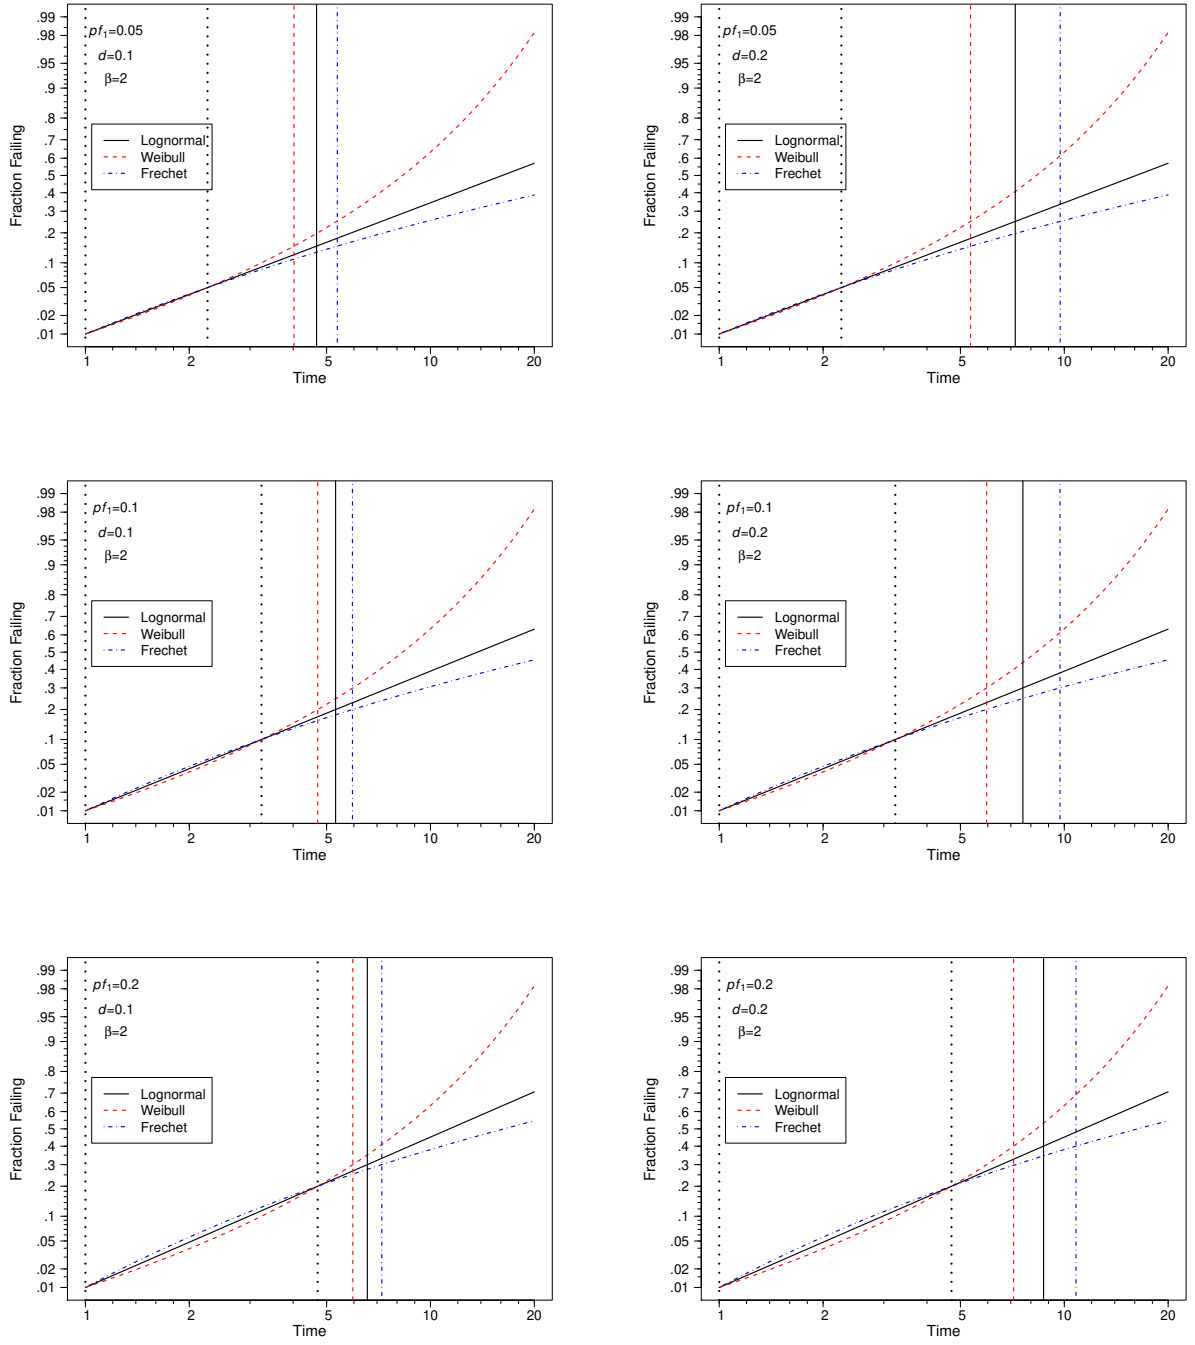 .99
.98
.95
.9
.8
.7
.6
.5
.4
.3
.2
.1
.05
.02
.01
Fraction Failing
pf1=0.05
d=0.1
β=2
Lognormal
Weibull
Frechet
1 2 5 10 20
Time
.99
.98
.95
.9
.8
.7
.6
.5
.4
.3
.2
.1
.05
.02
.01
Fraction Failing
pf1=0.05
d=0.2
β=2
Lognormal
Weibull
Frechet
1 2 5 10 20
Time
.99
.98
.95
.9
.8
.7
.6
.5
.4
.3
.2
.1
.05
.02
.01
Fraction Failing
pf1=0.1
d=0.1
β=2
Lognormal
Weibull
Frechet
1 2 5 10 20
Time
.99
.98
.95
.9
.8
.7
.6
.5
.4
.3
.2
.1
.05
.02
.01
Fraction Failing
pf1=0.1
d=0.2
β=2
Lognormal
Weibull
Frechet
1 2 5 10 20
Time
.99
.98
.95
.9
.8
.7
.6
.5
.4
.3
.2
.1
.05
.02
.01
Fraction Failing
pf1=0.2
d=0.1
β=2
Lognormal
Weibull
Frechet
1 2 5 10 20
Time
.99
.98
.95
.9
.8
.7
.6
.5
.4
.3
.2
.1
.05
.02
.01
Fraction Failing
pf1=0.2
d=0.2
β=2
Lognormal
Weibull
Frechet
1 2 5 10 20
Time